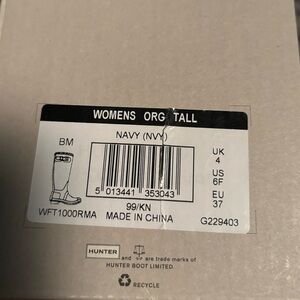 WOMENS ORG TALL
NAVY (NVY)
BM
UK
4
US
6F
EU
37
5 013441 353043
99/KN
WFT1000RMA MADE IN CHINA G229403
HUNTER and are trade marks of
HUNTER BOOT LIMITED
RECYCLE